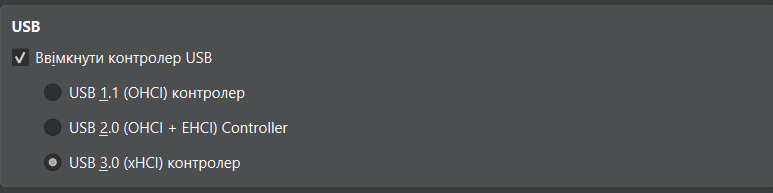 USB
Ввімкнути контролер USB
USB 1.1 (OHCI) контролер
USB 2.0 (OHCI + EHCI) Controller
USB 3.0 (xHCI) контролер